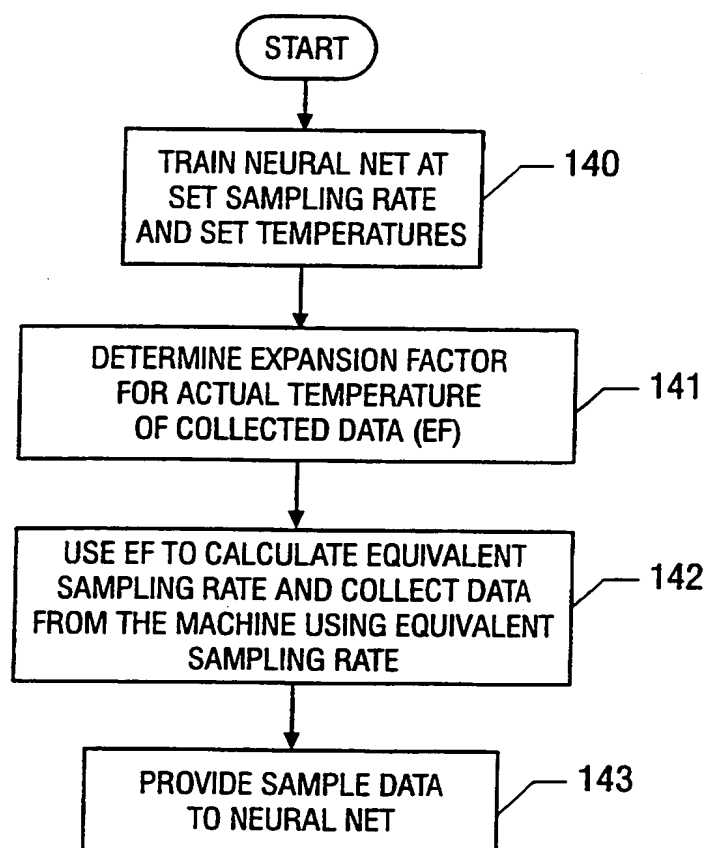 START
TRAIN NEURAL NET AT
SET SAMPLING RATE
AND SET TEMPERATURES
140
DETERMINE EXPANSION FACTOR
FOR ACTUAL TEMPERATURE
OF COLLECTED DATA (EF)
141
USE EF TO CALCULATE EQUIVALENT
SAMPLING RATE AND COLLECT DATA
FROM THE MACHINE USING EQUIVALENT
SAMPLING RATE
142
PROVIDE SAMPLE DATA
TO NEURAL NET
143